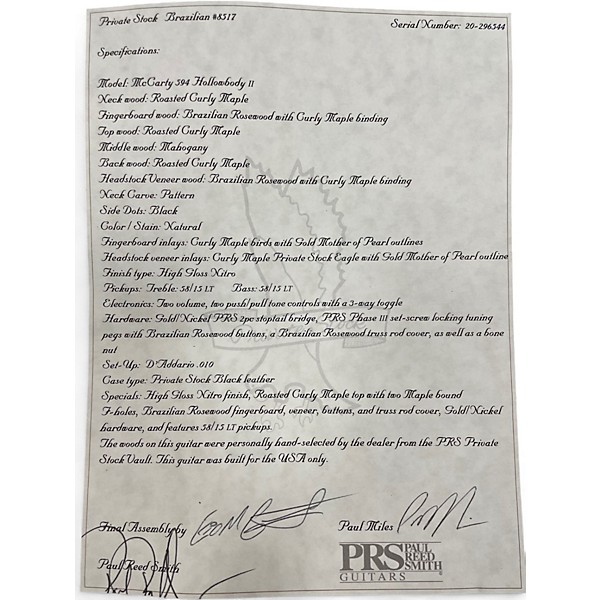 Private Stock Brazilian #8517
Serial Number: 20-296544
Specifications:
Model: McCarty 594 Hollowbody II
Neck wood: Roasted Curly Maple
Fingerboard wood: Brazilian Rosewood with Curly Maple binding
Top wood: Roasted Curly Maple
Middle wood: Mahogany
Back wood: Roasted Curly Maple
Headstock Veneer wood: Brazilian Rosewood with Curly Maple binding
Neck Carve: Pattern
Side Dots: Black
Color / Stain: Natural
Fingerboard inlays: Curly Maple birds with Gold Mother of Pearl outlines
Headstock veneer inlays: Curly Maple Private Stock Eagle with Gold Mother of Pearl outline
Finish type: High Gloss Nitro
Pickups: Treble: 58/15 LT Bass: 58/15 LT
Electronics: Two volume, two push/pull tone controls with a 3-way toggle
Hardware: Gold/Nickel PRS 2pc stoptail bridge, PRS Phase III set-screw locking tuning
pegs with Brazilian Rosewood buttons, a Brazilian Rosewood truss rod cover, as well as a bone
nut
Set-Up: D'Addario .010
Case type: Private Stock Black leather
Specials: High Gloss Nitro finish, Roasted Curly Maple top with two Maple bound
F-holes, Brazilian Rosewood fingerboard, veneer, buttons, and truss rod cover, Gold/Nickel
hardware, and features 58/15 LT pickups.
The woods on this guitar were personally hand-selected by the dealer from the PRS Private
Stock Vault. This guitar was built for the USA only.
Final Assembly by
Paul Miles
Paul Reed Smith
PRS PAUL
REED
SMITH
GUITARS